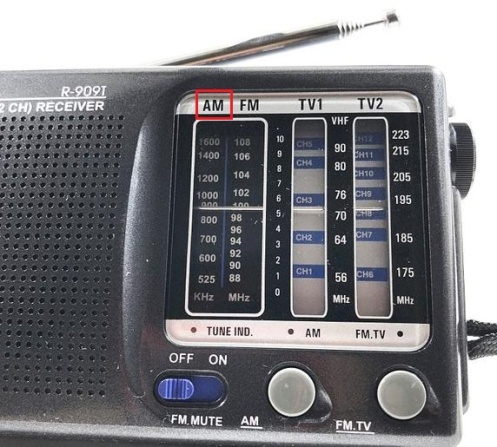 R-909T
2 CH) RECEIVER
AM FM TV1 TV2
VHF
1600 108 10 CH5 90 CH12 223
1400 106 9 CH4 80 CH11 215
8
1200 104 7 CH10 205
1000 102 6 CH3 76 CH9 195
900 100
800 98 5 70 CH8
96 4
700 94 3 CH2 64 CH7 185
600 92 2
90
525 88 1 CH1 56 CH6 175
KHz MHz 0 MHz MHz
TUNE IND. AM FM.TV
OFF ON
FM MUTE AM FM.TV